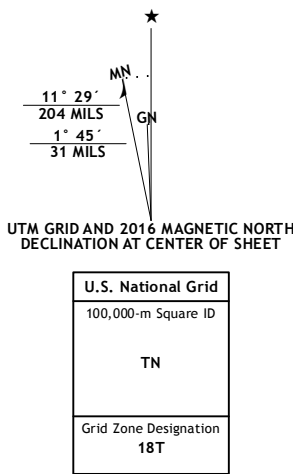 ★
MN
GN
11° 29´
204 MILS
1° 45´
31 MILS
UTM GRID AND 2016 MAGNETIC NORTH
DECLINATION AT CENTER OF SHEET
U.S. National Grid
100,000-m Square ID
TN
Grid Zone Designation
18T